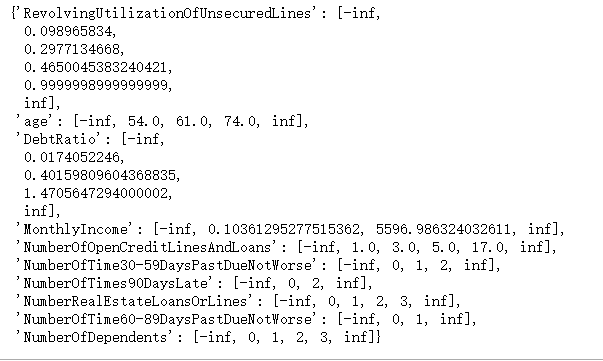 {'RevolvingUtilizationOfUnsecuredLines': [-inf,
0.098965834,
0.2977134668,
0.4650045383240421,
0.9999998999999999,
inf],
'age': [-inf, 54.0, 61.0, 74.0, inf],
'DebtRatio': [-inf,
0.0174052246,
0.40159809604368835,
1.4705647294000002,
inf],
'MonthlyIncome': [-inf, 0.10361295277515362, 5596.986324032611, inf],
'NumberOfOpenCreditLinesAndLoans': [-inf, 1.0, 3.0, 5.0, 17.0, inf],
'NumberOfTime30-59DaysPastDueNotWorse': [-inf, 0, 1, 2, inf],
'NumberOfTimes90DaysLate': [-inf, 0, 2, inf],
'NumberRealEstateLoansOrLines': [-inf, 0, 1, 2, 3, inf],
'NumberOfTime60-89DaysPastDueNotWorse': [-inf, 0, 1, inf],
'NumberOfDependents': [-inf, 0, 1, 2, 3, inf]}